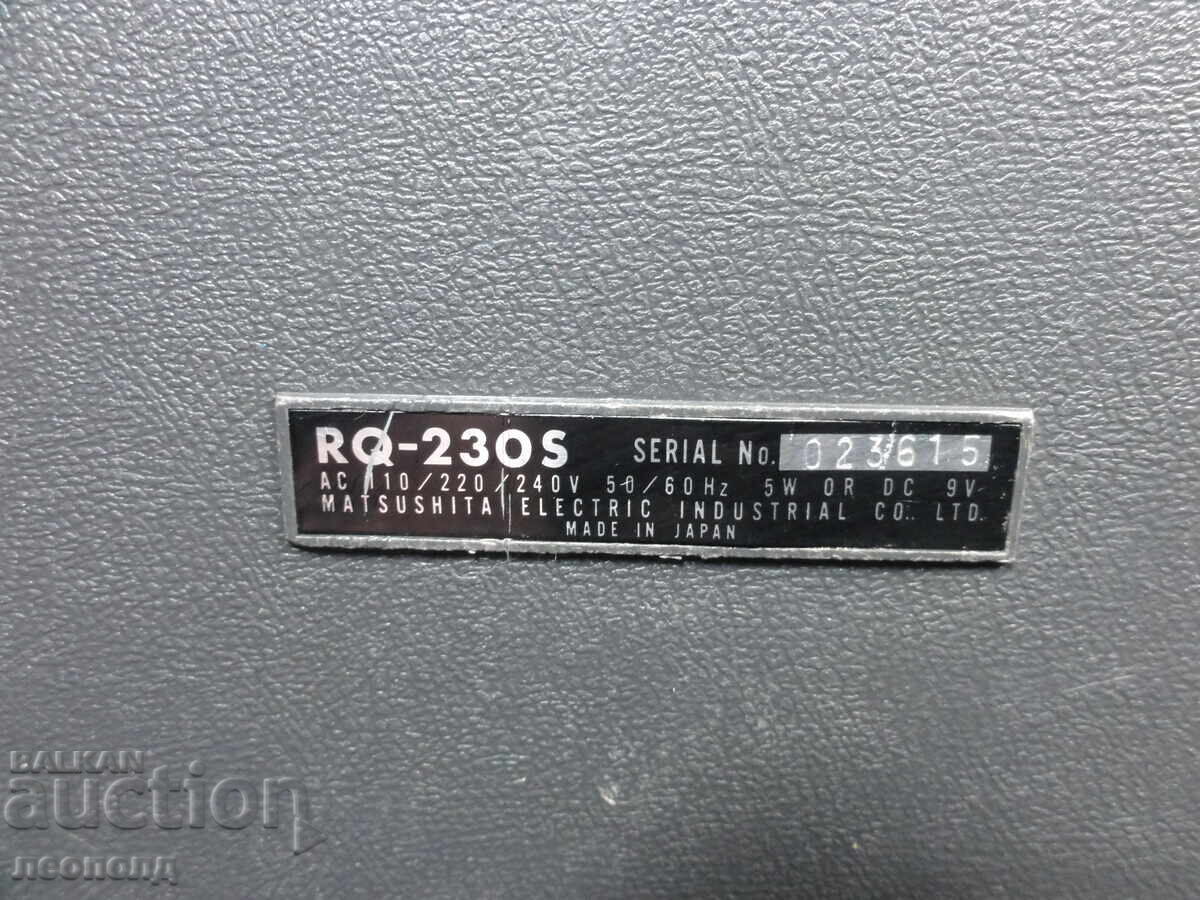 RQ-230S SERIAL No. 023615
AC 110/220/240V 50/60Hz 5W OR DC 9V
MATSUSHITA ELECTRIC INDUSTRIAL CO., LTD.
MADE IN JAPAN
BALKAN
auction
леополд